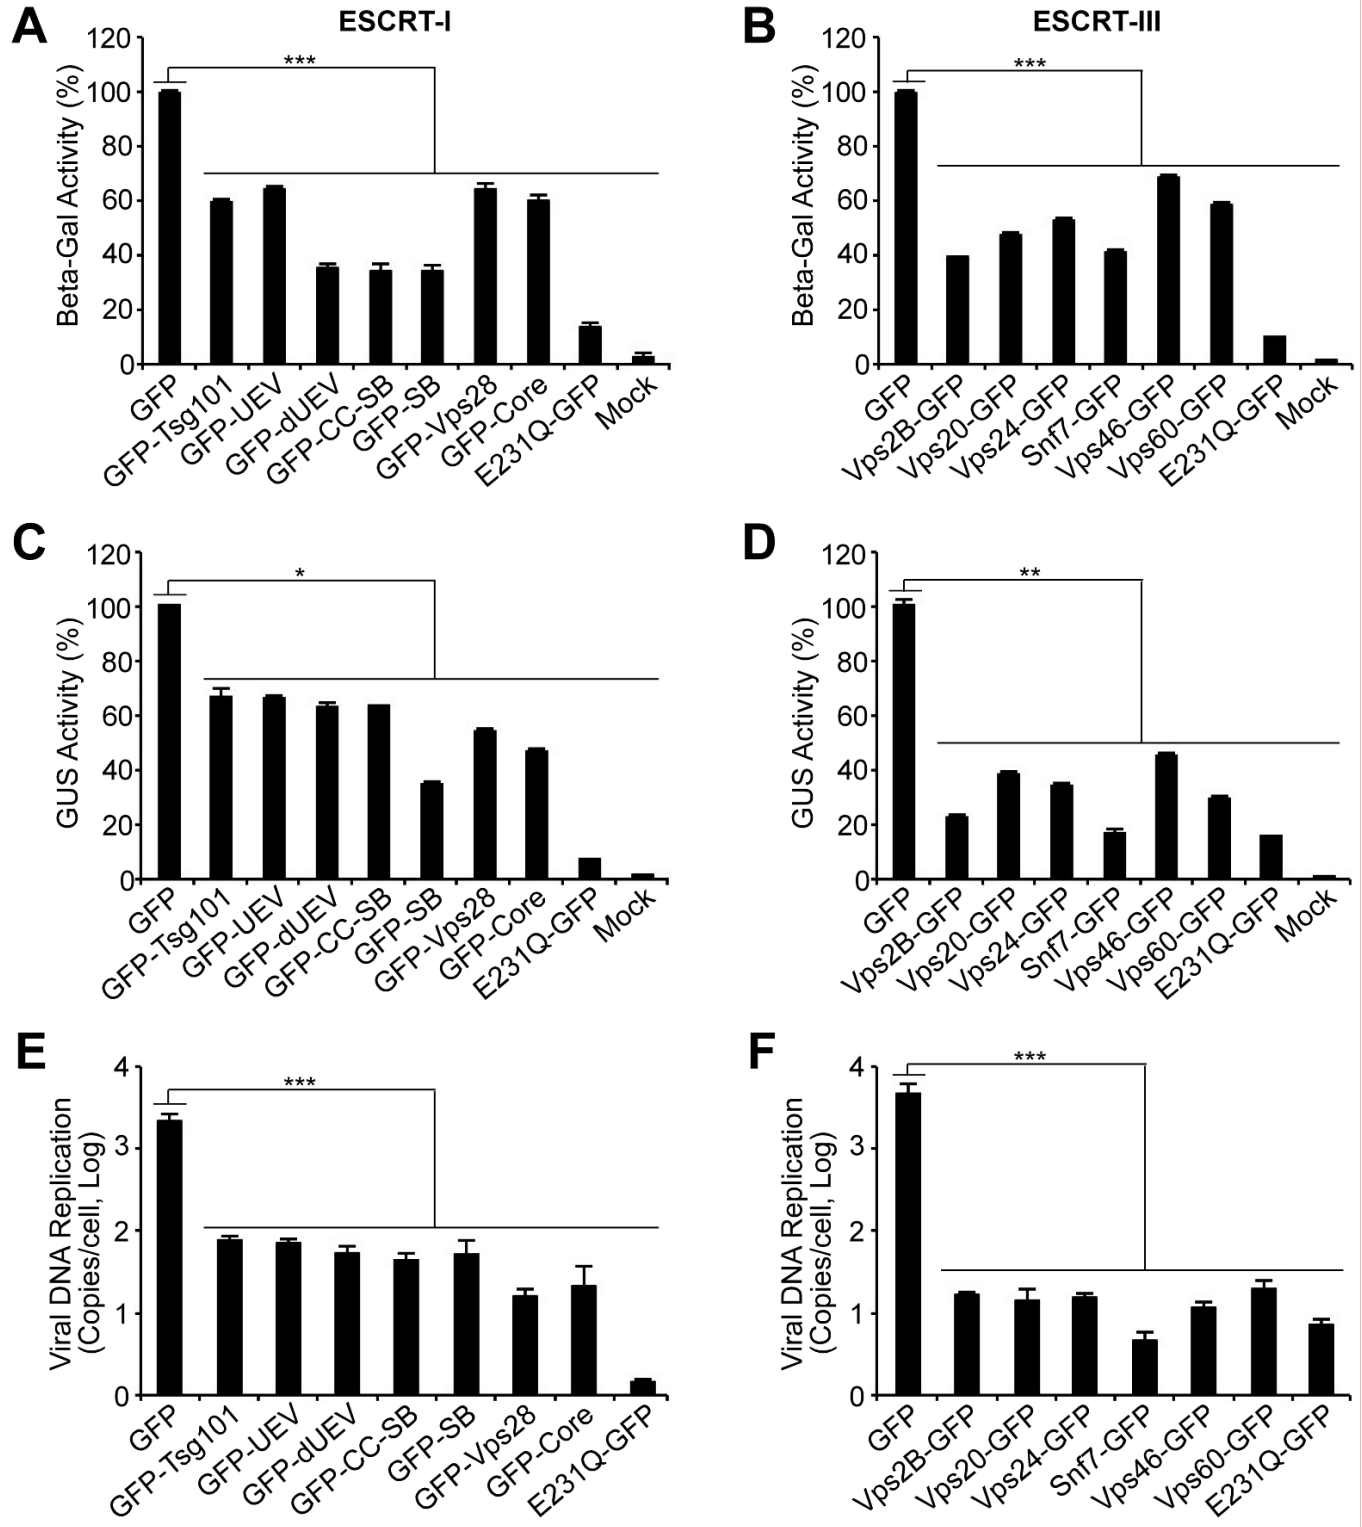 A
ESCRT-I
120
100
80
60
40
20
0
Beta-Gal Activity (%)
***
GFP
GFP-Tsg101
GFP-UEV
GFP-dUEV
GFP-CC-SB
GFP-SB
GFP-Vps28
GFP-Core
E231Q-GFP
Mock
B
ESCRT-III
120
100
80
60
40
20
0
Beta-Gal Activity (%)
***
GFP
Vps2B-GFP
Vps20-GFP
Vps24-GFP
Snf7-GFP
Vps46-GFP
Vps60-GFP
E231Q-GFP
Mock
C
120
100
80
60
40
20
0
GUS Activity (%)
*
GFP
GFP-Tsg101
GFP-UEV
GFP-dUEV
GFP-CC-SB
GFP-SB
GFP-Vps28
GFP-Core
E231Q-GFP
Mock
D
120
100
80
60
40
20
0
GUS Activity (%)
**
GFP
Vps2B-GFP
Vps20-GFP
Vps24-GFP
Snf7-GFP
Vps46-GFP
Vps60-GFP
E231Q-GFP
Mock
E
4
3
2
1
0
Viral DNA Replication
(Copies/cell, Log)
***
GFP
GFP-Tsg101
GFP-UEV
GFP-dUEV
GFP-CC-SB
GFP-SB
GFP-Vps28
GFP-Core
E231Q-GFP
F
4
3
2
1
0
Viral DNA Replication
(Copies/cell, Log)
***
GFP
Vps2B-GFP
Vps20-GFP
Vps24-GFP
Snf7-GFP
Vps46-GFP
Vps60-GFP
E231Q-GFP